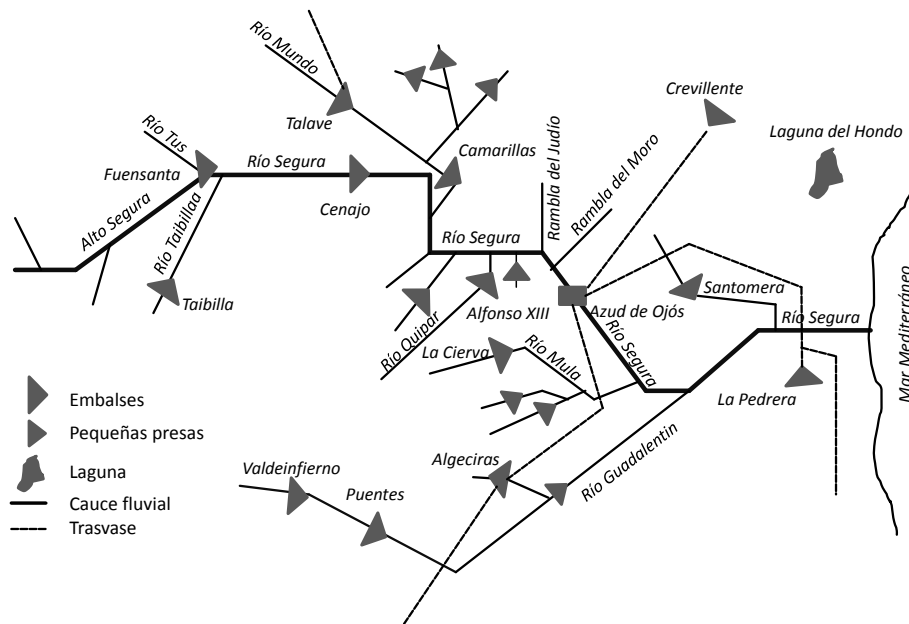 Río Mundo
Crevillente
Talave
Río Tus
Laguna del Hondo
Camarillas
Rambla del Judío
Rambla del Moro
Río Segura
Fuensanta
Cenajo
Alto Segura
Río Taibillaa
Río Segura
Mar Mediterráneo
Taibilla
Santomera
Alfonso XIII
Azud de Ojós
Río Segura
Río Quipar
La Cierva
Río Mula
Río Segura
La Pedrera
Embalses
Pequeñas presas
Río Guadalentín
Algeciras
Valdeinfierno
Laguna
Puentes
Cauce fluvial
Trasvase